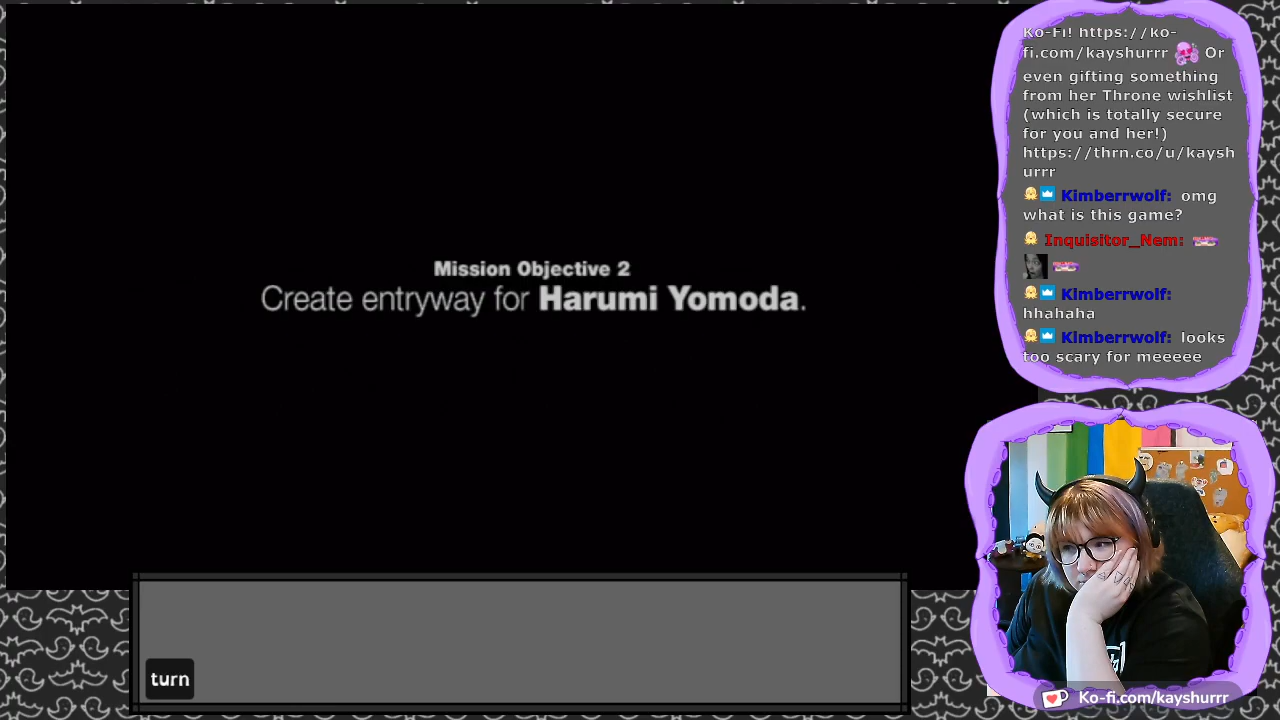 Mission Objective 2
Create entryway for Harumi Yomoda.
turn
Ko-Fi! https://ko-
fi.com/kayshurrr Or
even gifting something
from her Throne wishlist
(which is totally secure
for you and her!)
https://thrn.co/u/kaysh
urrr
Kimberrwolf: omg
what is this game?
Inquisitor_Nem:
Kimberrwolf:
hhahaha
Kimberrwolf: looks
too scary for meeeee
Ko-fi.com/kayshurrr